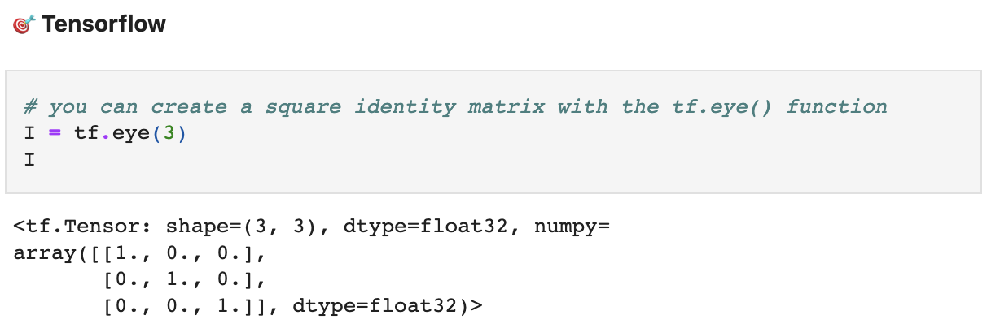 🎯 Tensorflow
# you can create a square identity matrix with the tf.eye() function
I = tf.eye(3)
I
<tf.Tensor: shape=(3, 3), dtype=float32, numpy=
array([[1., 0., 0.],
       [0., 1., 0.],
       [0., 0., 1.]], dtype=float32)>